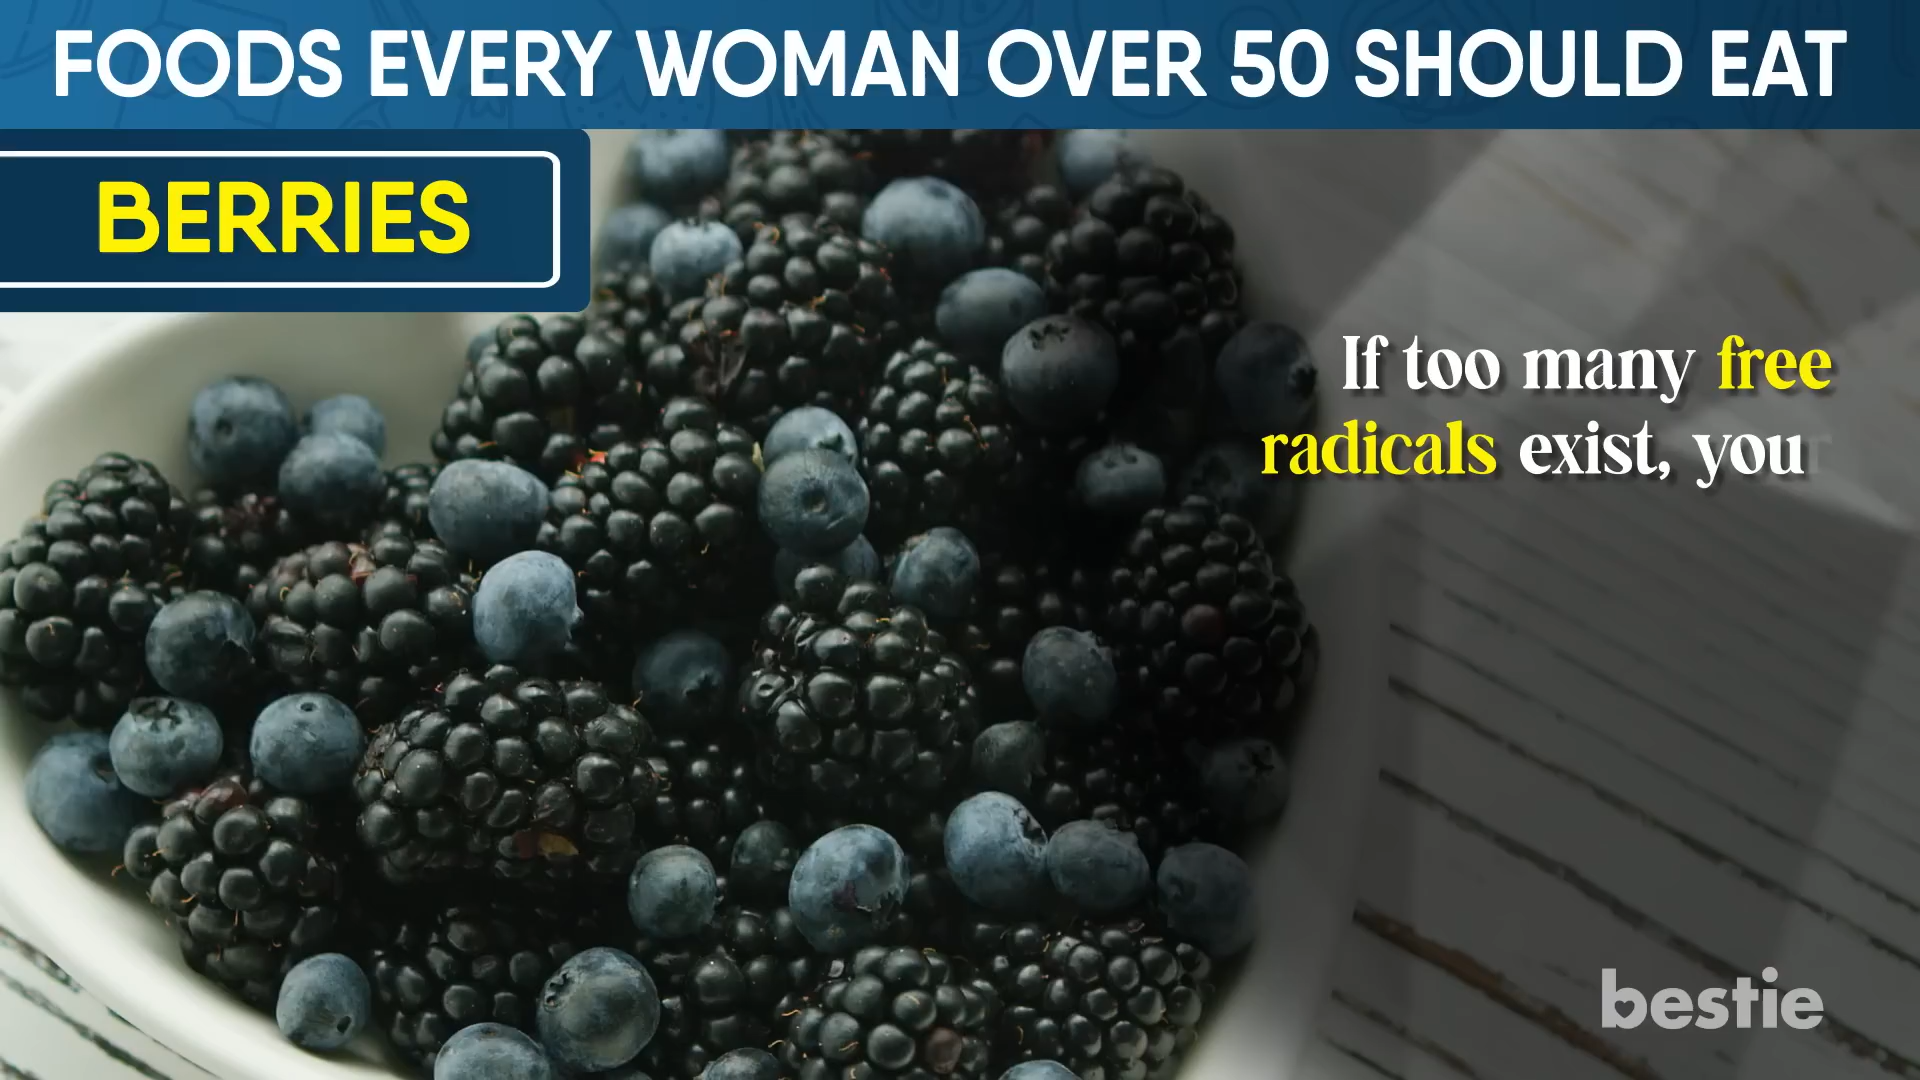 FOODS EVERY WOMAN OVER 50 SHOULD EAT
BERRIES
If too many free
radicals exist, you
bestie